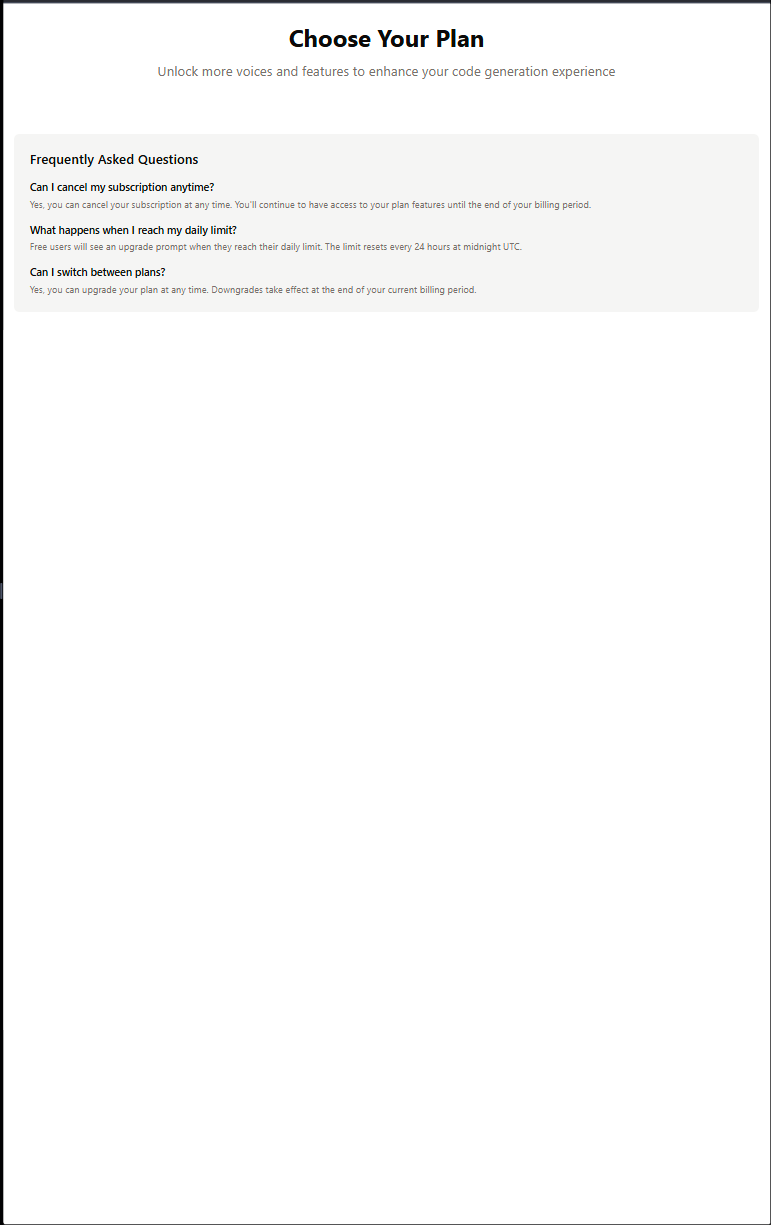 Choose Your Plan
Unlock more voices and features to enhance your code generation experience
Frequently Asked Questions
Can I cancel my subscription anytime?
Yes, you can cancel your subscription at any time. You'll continue to have access to your plan features until the end of your billing period.
What happens when I reach my daily limit?
Free users will see an upgrade prompt when they reach their daily limit. The limit resets every 24 hours at midnight UTC.
Can I switch between plans?
Yes, you can upgrade your plan at any time. Downgrades take effect at the end of your current billing period.